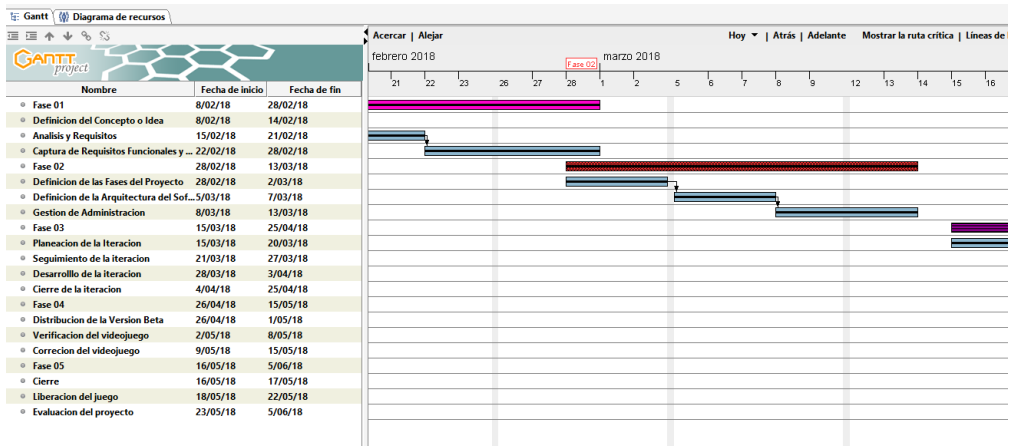 Gantt Diagrama de recursos
Acercar | Alejar Hoy | Atrás | Adelante Mostrar la ruta crítica | Líneas de
GANTT project
febrero 2018 Fase 02 marzo 2018
21 22 23 26 27 28 1 2 5 6 7 8 9 12 13 14 15 16
Nombre Fecha de inicio Fecha de fin
Fase 01 8/02/18 28/02/18
Definicion del Concepto o Idea 8/02/18 14/02/18
Analisis y Requisitos 15/02/18 21/02/18
Captura de Requisitos Funcionales y ... 22/02/18 28/02/18
Fase 02 28/02/18 13/03/18
Definicion de las Fases del Proyecto 28/02/18 2/03/18
Definicion de la Arquitectura del Sof... 5/03/18 7/03/18
Gestion de Administracion 8/03/18 13/03/18
Fase 03 15/03/18 25/04/18
Planeacion de la Iteracion 15/03/18 20/03/18
Seguimiento de la iteracion 21/03/18 27/03/18
Desarrolllo de la iteracion 28/03/18 3/04/18
Cierre de la iteracion 4/04/18 25/04/18
Fase 04 26/04/18 15/05/18
Distribucion de la Version Beta 26/04/18 1/05/18
Verificacion del videojuego 2/05/18 8/05/18
Correcion del videojuego 9/05/18 15/05/18
Fase 05 16/05/18 5/06/18
Cierre 16/05/18 17/05/18
Liberacion del juego 18/05/18 22/05/18
Evaluacion del proyecto 23/05/18 5/06/18